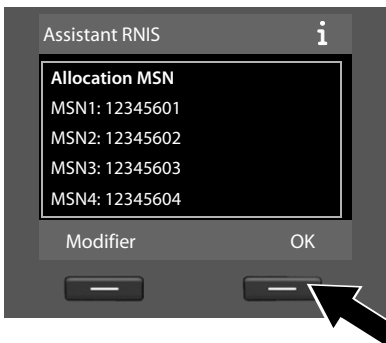 Assistant RNIS i
Allocation MSN
MSN1: 12345601
MSN2: 12345602
MSN3: 12345603
MSN4: 12345604
Modifier OK